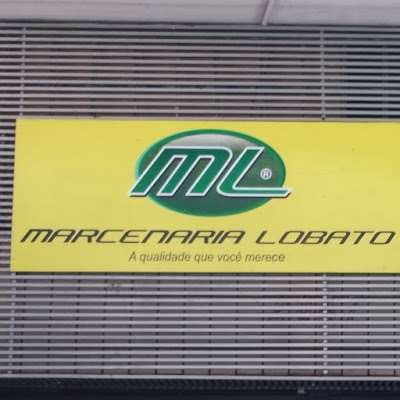 ML®
MARCENARIA LOBATO
A qualidade que você merece